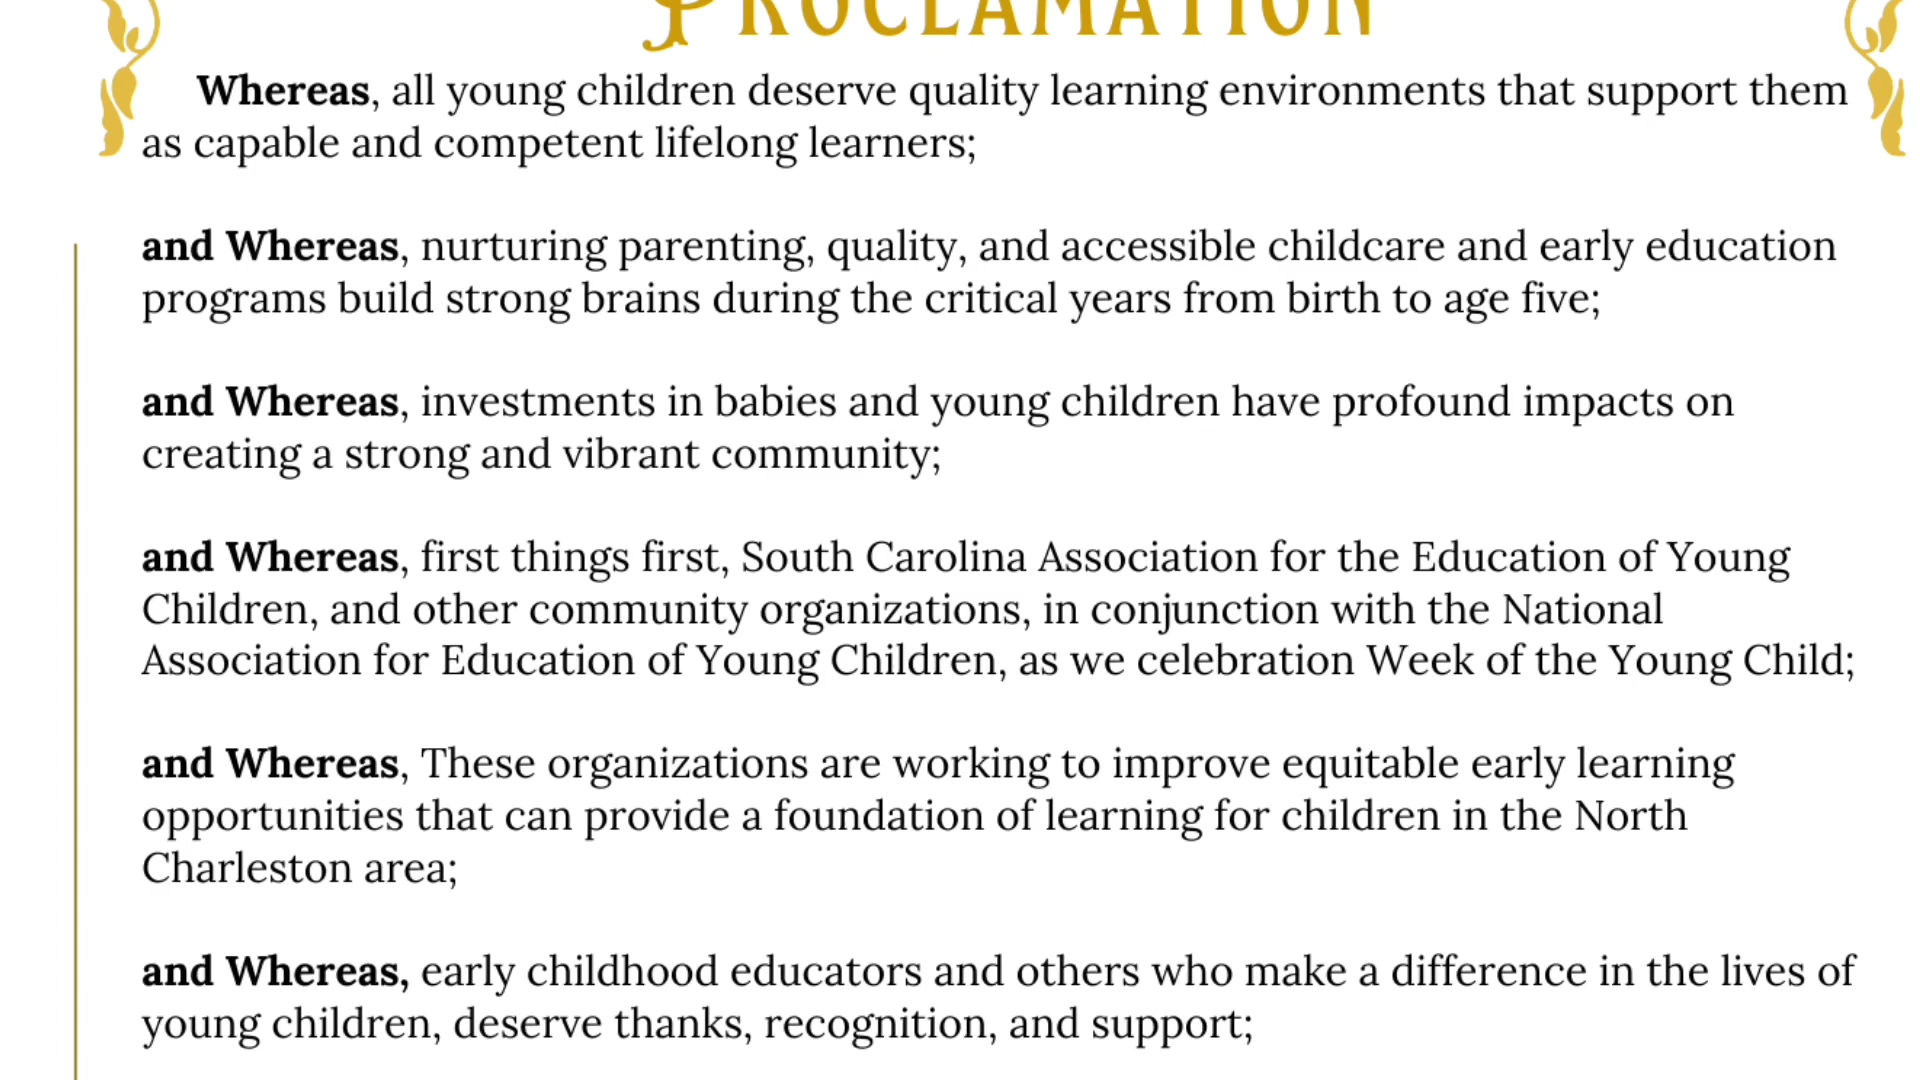 PROCLAMATION
Whereas, all young children deserve quality learning environments that support them
as capable and competent lifelong learners;
and Whereas, nurturing parenting, quality, and accessible childcare and early education
programs build strong brains during the critical years from birth to age five;
and Whereas, investments in babies and young children have profound impacts on
creating a strong and vibrant community;
and Whereas, first things first, South Carolina Association for the Education of Young
Children, and other community organizations, in conjunction with the National
Association for Education of Young Children, as we celebration Week of the Young Child;
and Whereas, These organizations are working to improve equitable early learning
opportunities that can provide a foundation of learning for children in the North
Charleston area;
and Whereas, early childhood educators and others who make a difference in the lives of
young children, deserve thanks, recognition, and support;